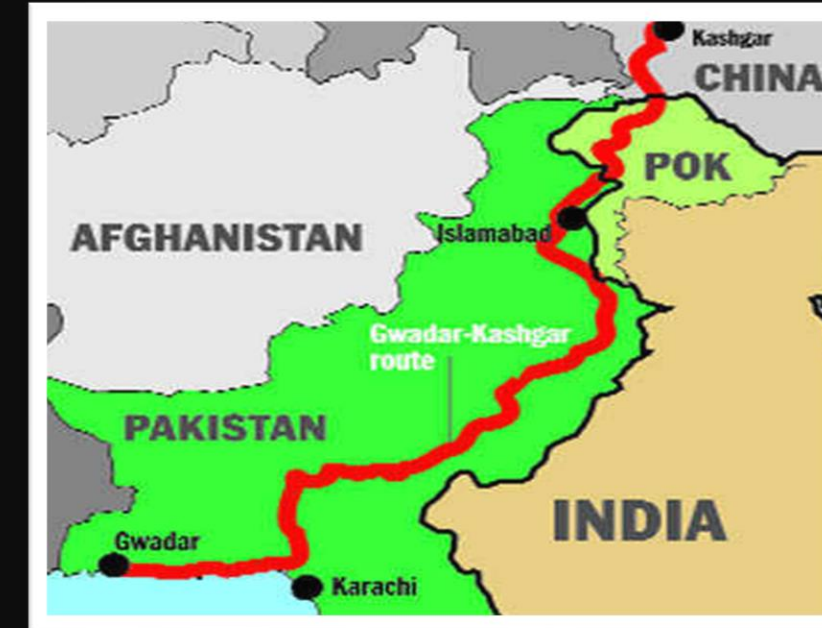 Kashgar
CHINA
POK
AFGHANISTAN
Islamabad
Gwadar-Kashgar
route
PAKISTAN
INDIA
Gwadar
Karachi